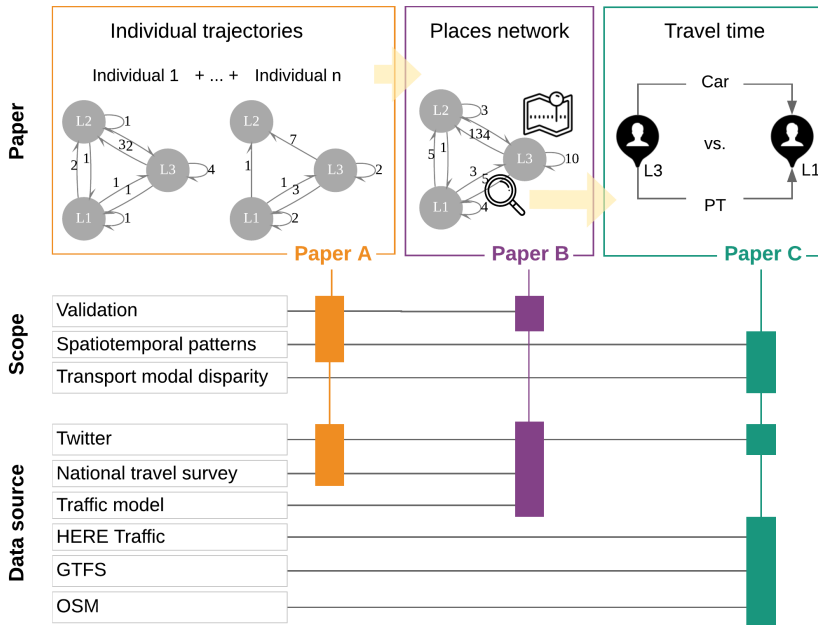 Paper
Individual trajectories
Individual 1 + ... + Individual n
L2
1
32
2
1
L3
4
1
1
L1
1
L2
7
1
L3
2
1
3
L1
2
Paper A
Places network
L2
3
134
5
1
L3
10
3
5
L1
4
Paper B
Travel time
Car
vs.
L3
L1
PT
Paper C
Scope
Validation
Spatiotemporal patterns
Transport modal disparity
Data source
Twitter
National travel survey
Traffic model
HERE Traffic
GTFS
OSM